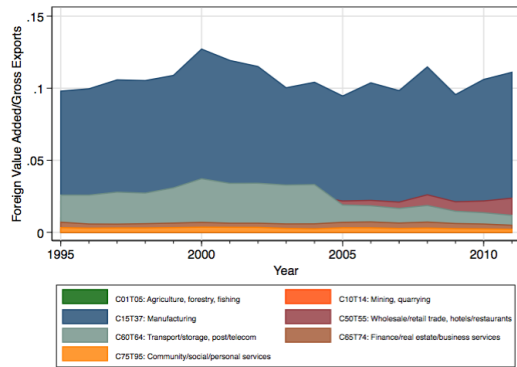 Foreign Value Added/Gross Exports
.15
.1
.05
0
1995
2000
2005
2010
Year
C01T05: Agriculture, forestry, fishing
C10T14: Mining, quarrying
C15T37: Manufacturing
C50T55: Wholesale/retail trade, hotels/restaurants
C60T64: Transport/storage, post/telecom
C65T74: Finance/real estate/business services
C75T95: Community/social/personal services